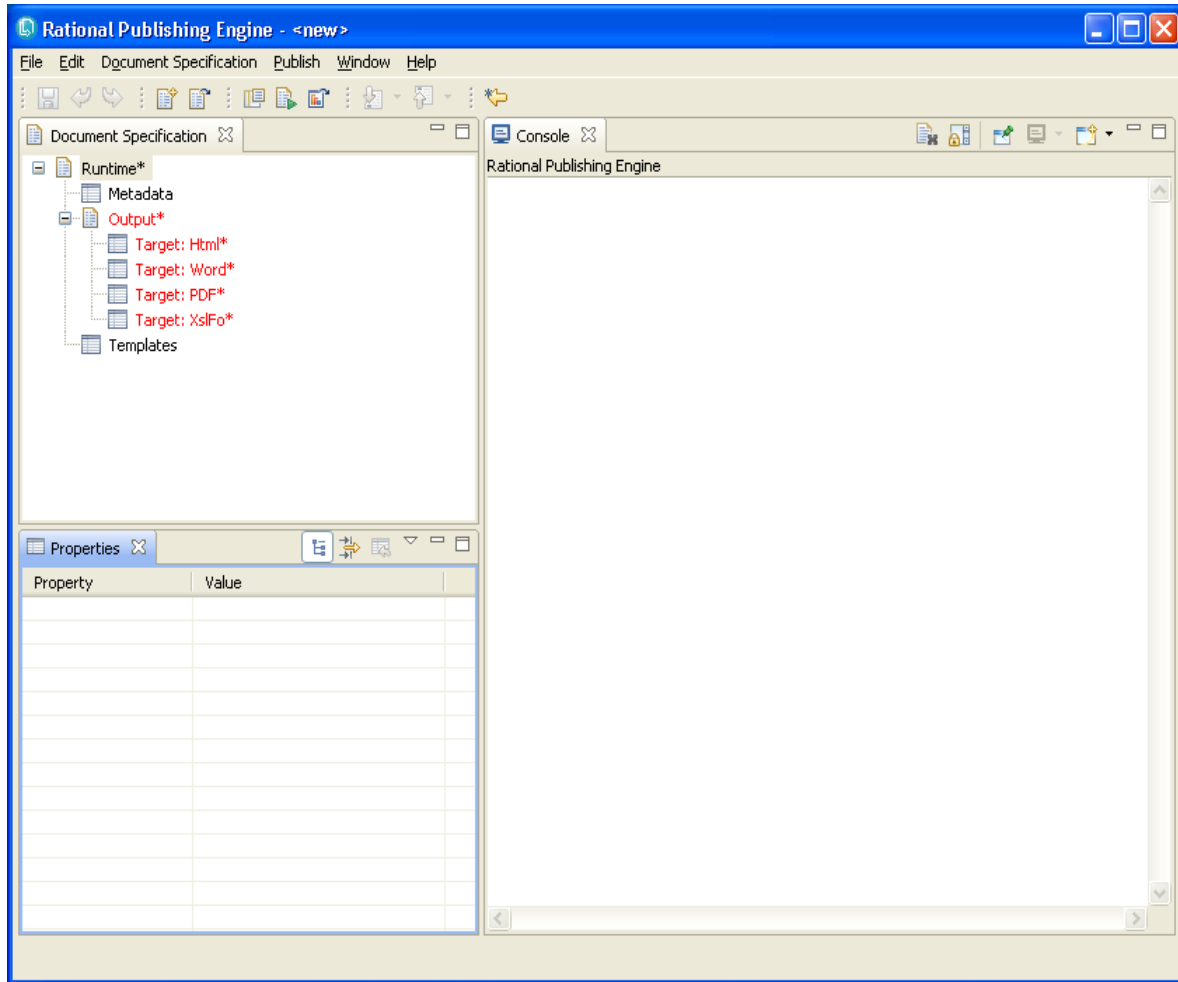 Rational Publishing Engine - <new>
File Edit Document Specification Publish Window Help
Document Specification
Runtime*
Metadata
Output*
Target: Html*
Target: Word*
Target: PDF*
Target: XslFo*
Templates
Console
Rational Publishing Engine
Properties
Property Value